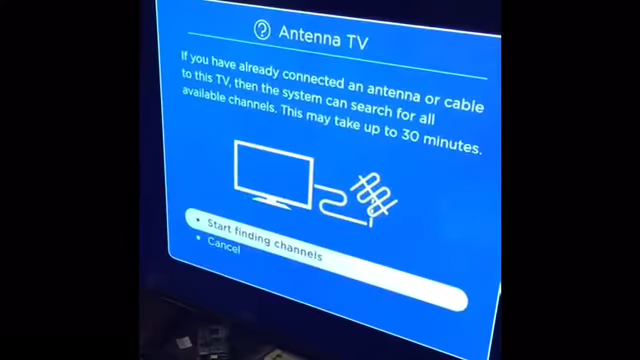 Antenna TV
If you have already connected an antenna or cable
to this TV, then the system can search for all
available channels. This may take up to 30 minutes.
Start finding channels
Cancel